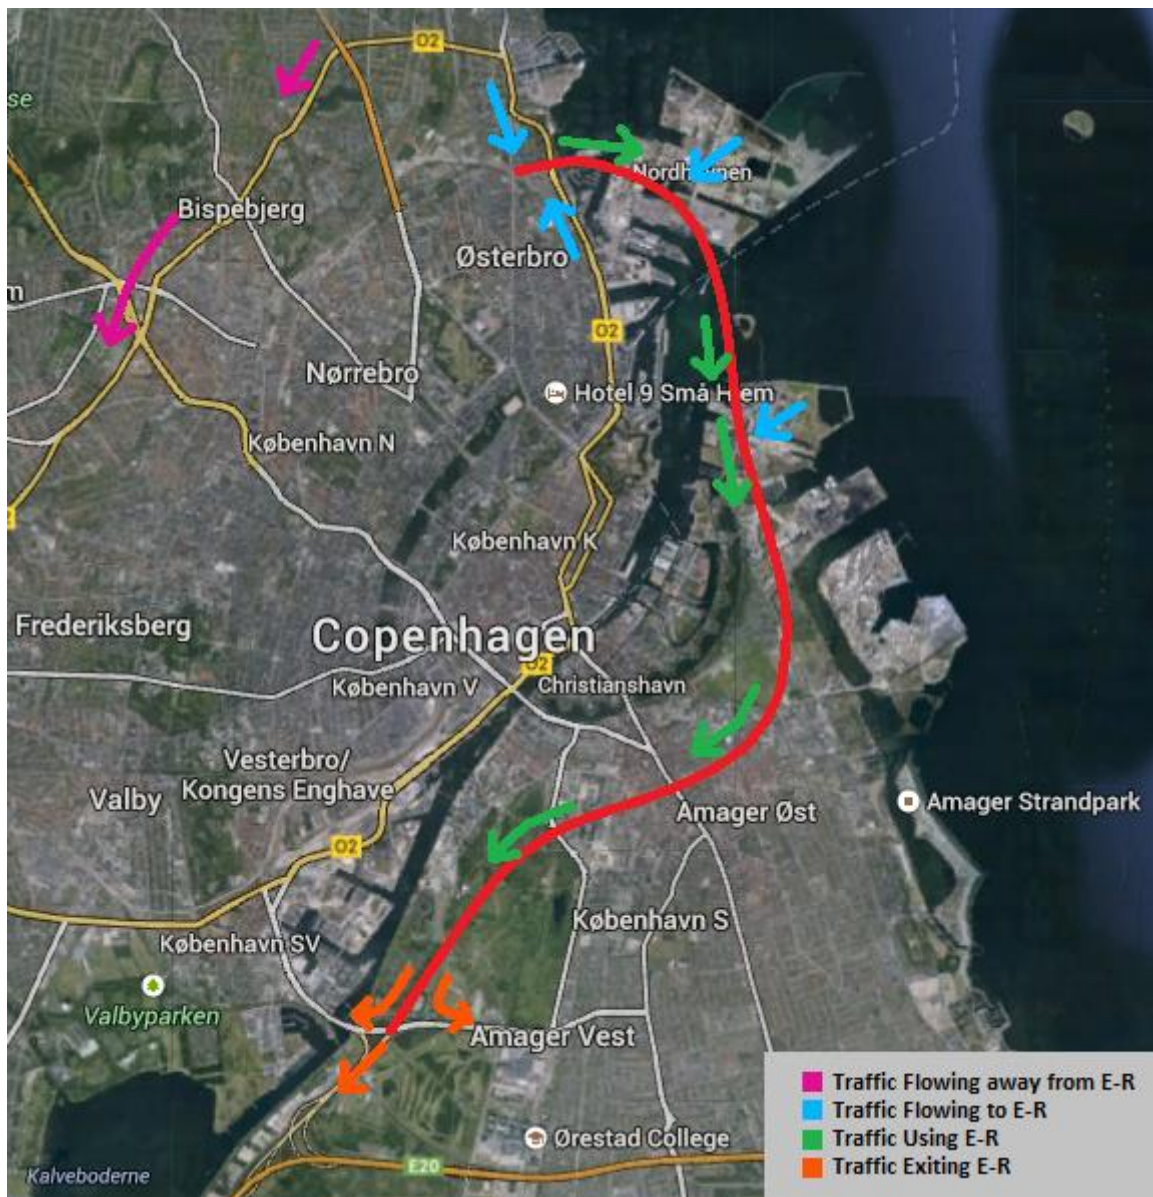 O2
se
Nordhavnen
Bispebjerg
Østerbro
m
O2
Nørrebro
Hotel 9 Små Hjem
København N
København K
Frederiksberg
Copenhagen
O2
København V
Christianshavn
Vesterbro/
Kongens Enghave
Valby
Amager Strandpark
Amager Øst
O2
København S
København SV
Valbyparken
Amager Vest
Traffic Flowing away from E-R
Traffic Flowing to E-R
Traffic Using E-R
Traffic Exiting E-R
Ørestad College
E20
Kalveboderne